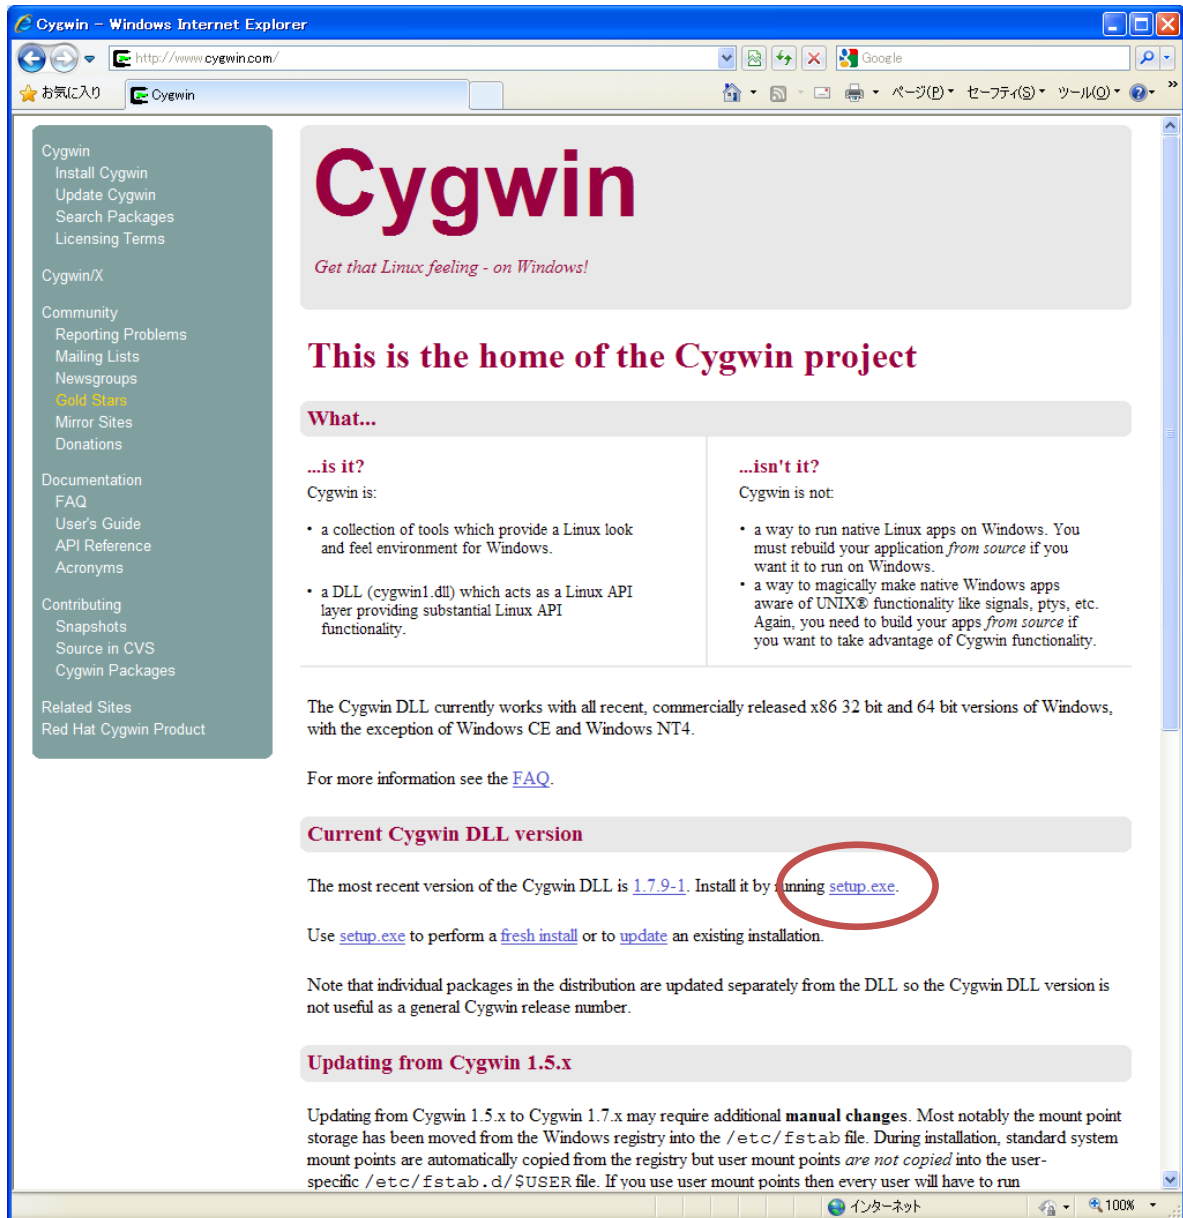 Cygwin - Windows Internet Explorer
http://www.cygwin.com/
Google
お気に入り
Cygwin
ページ(P)
セーフティ(S)
ツール(O)
Cygwin
Install Cygwin
Update Cygwin
Search Packages
Licensing Terms
Cygwin/X
Community
Reporting Problems
Mailing Lists
Newsgroups
Gold Stars
Mirror Sites
Donations
Documentation
FAQ
User's Guide
API Reference
Acronyms
Contributing
Snapshots
Source in CVS
Cygwin Packages
Related Sites
Red Hat Cygwin Product
Cygwin
Get that Linux feeling - on Windows!
This is the home of the Cygwin project
What...
...is it?
Cygwin is:
• a collection of tools which provide a Linux look
and feel environment for Windows.
• a DLL (cygwin1.dll) which acts as a Linux API
layer providing substantial Linux API
functionality.
...isn't it?
Cygwin is not:
• a way to run native Linux apps on Windows. You
must rebuild your application from source if you
want it to run on Windows.
• a way to magically make native Windows apps
aware of UNIX® functionality like signals, ptys, etc.
Again, you need to build your apps from source if
you want to take advantage of Cygwin functionality.
The Cygwin DLL currently works with all recent, commercially released x86 32 bit and 64 bit versions of Windows,
with the exception of Windows CE and Windows NT4.
For more information see the FAQ.
Current Cygwin DLL version
The most recent version of the Cygwin DLL is 1.7.9-1. Install it by running setup.exe.
Use setup.exe to perform a fresh install or to update an existing installation.
Note that individual packages in the distribution are updated separately from the DLL so the Cygwin DLL version is
not useful as a general Cygwin release number.
Updating from Cygwin 1.5.x
Updating from Cygwin 1.5.x to Cygwin 1.7.x may require additional manual changes. Most notably the mount point
storage has been moved from the Windows registry into the /etc/fstab file. During installation, standard system
mount points are automatically copied from the registry but user mount points are not copied into the user-
specific /etc/fstab.d/$USER file. If you use user mount points then every user will have to run
インターネット
100%